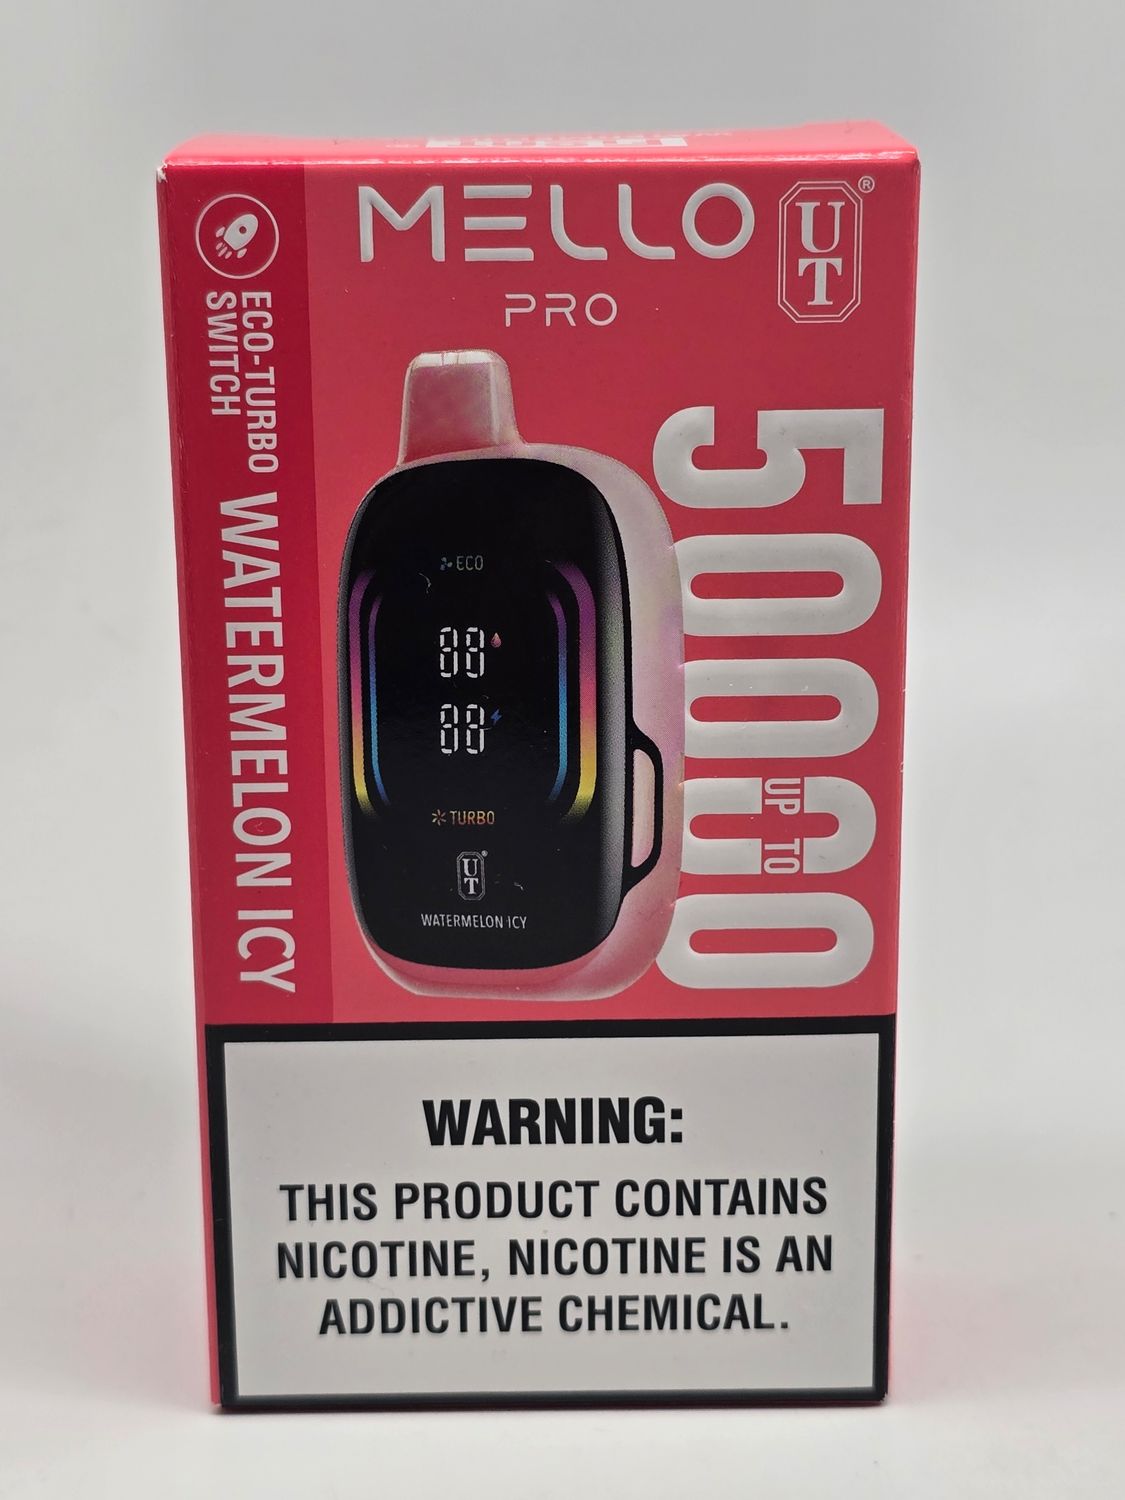 MELLO
PRO
UT®
ECO-TURBO
SWITCH
WATERMELON ICY
50000
UP TO
ECO
88
88
TURBO
UT®
WATERMELON ICY
WARNING:
THIS PRODUCT CONTAINS
NICOTINE, NICOTINE IS AN
ADDICTIVE CHEMICAL.